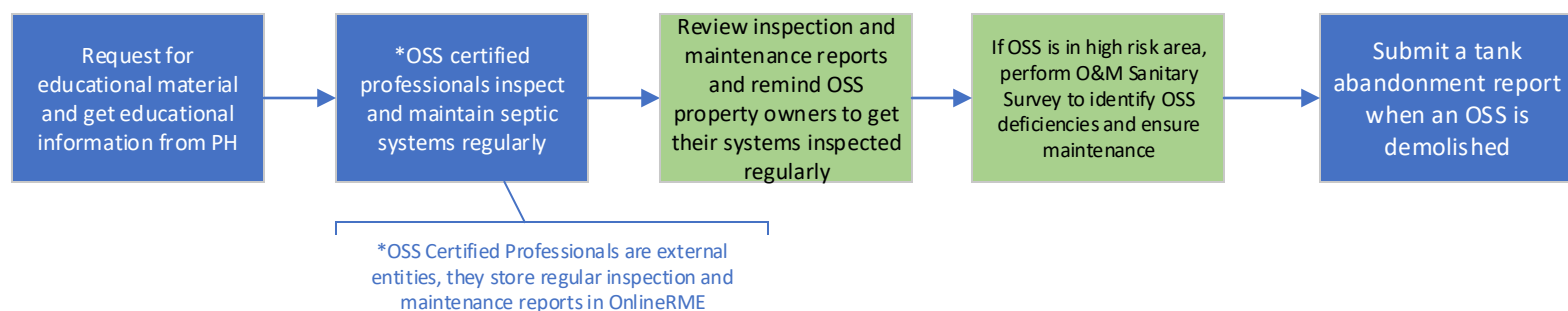 Request for
educational material
and get educational
information from PH
*OSS certified
professionals inspect
and maintain septic
systems regularly
Review inspection and
maintenance reports
and remind OSS
property owners to get
their systems inspected
regularly
If OSS is in high risk area,
perform O&M Sanitary
Survey to identify OSS
deficiencies and ensure
maintenance
Submit a tank
abandonment report
when an OSS is
demolished
*OSS Certified Professionals are external
entities, they store regular inspection and
maintenance reports in OnlineRME